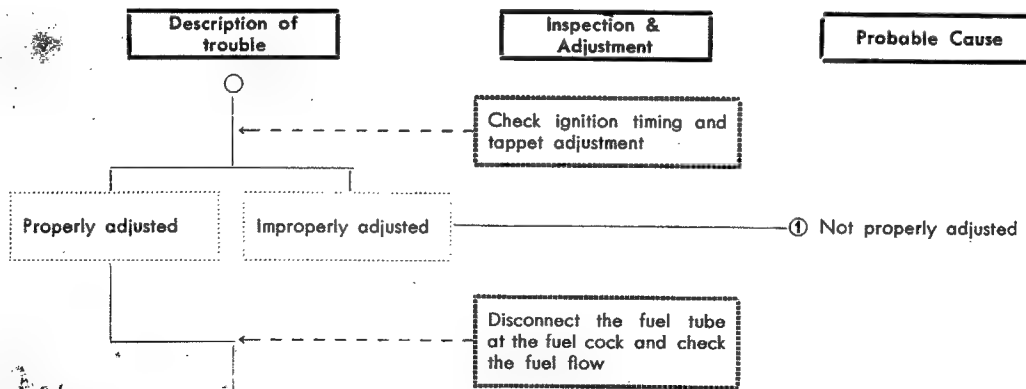 Description of
trouble
Inspection &
Adjustment
Probable Cause
Check ignition timing and
tappet adjustment
Properly adjusted
Improperly adjusted
① Not properly adjusted
Disconnect the fuel tube
at the fuel cock and check
the fuel flow